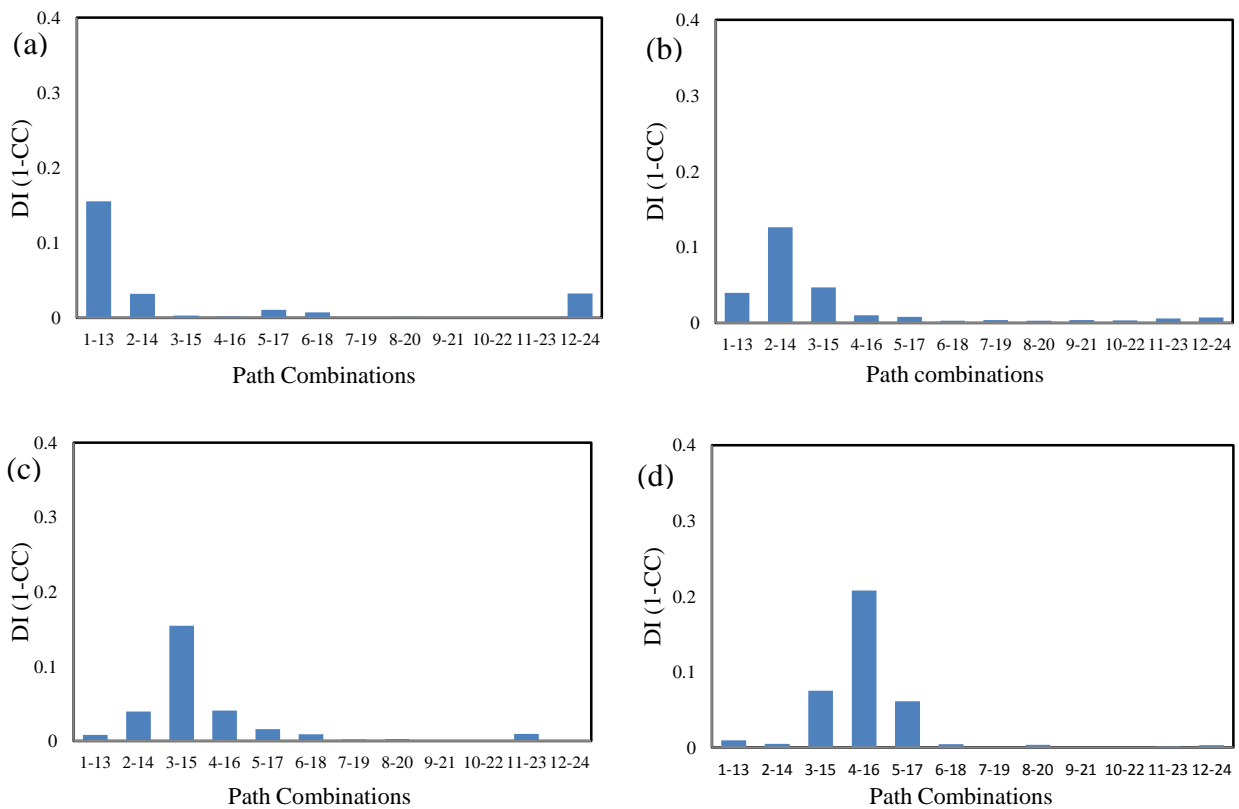 (a)
DI (1-CC)
0.4
0.3
0.2
0.1
0
1-13 2-14 3-15 4-16 5-17 6-18 7-19 8-20 9-21 10-22 11-23 12-24
Path Combinations
(b)
DI (1-CC)
0.4
0.3
0.2
0.1
0
1-13 2-14 3-15 4-16 5-17 6-18 7-19 8-20 9-21 10-22 11-23 12-24
Path combinations
(c)
DI (1-CC)
0.4
0.3
0.2
0.1
0
1-13 2-14 3-15 4-16 5-17 6-18 7-19 8-20 9-21 10-22 11-23 12-24
Path Combinations
(d)
DI (1-CC)
0.4
0.3
0.2
0.1
0
1-13 2-14 3-15 4-16 5-17 6-18 7-19 8-20 9-21 10-22 11-23 12-24
Path Combinations